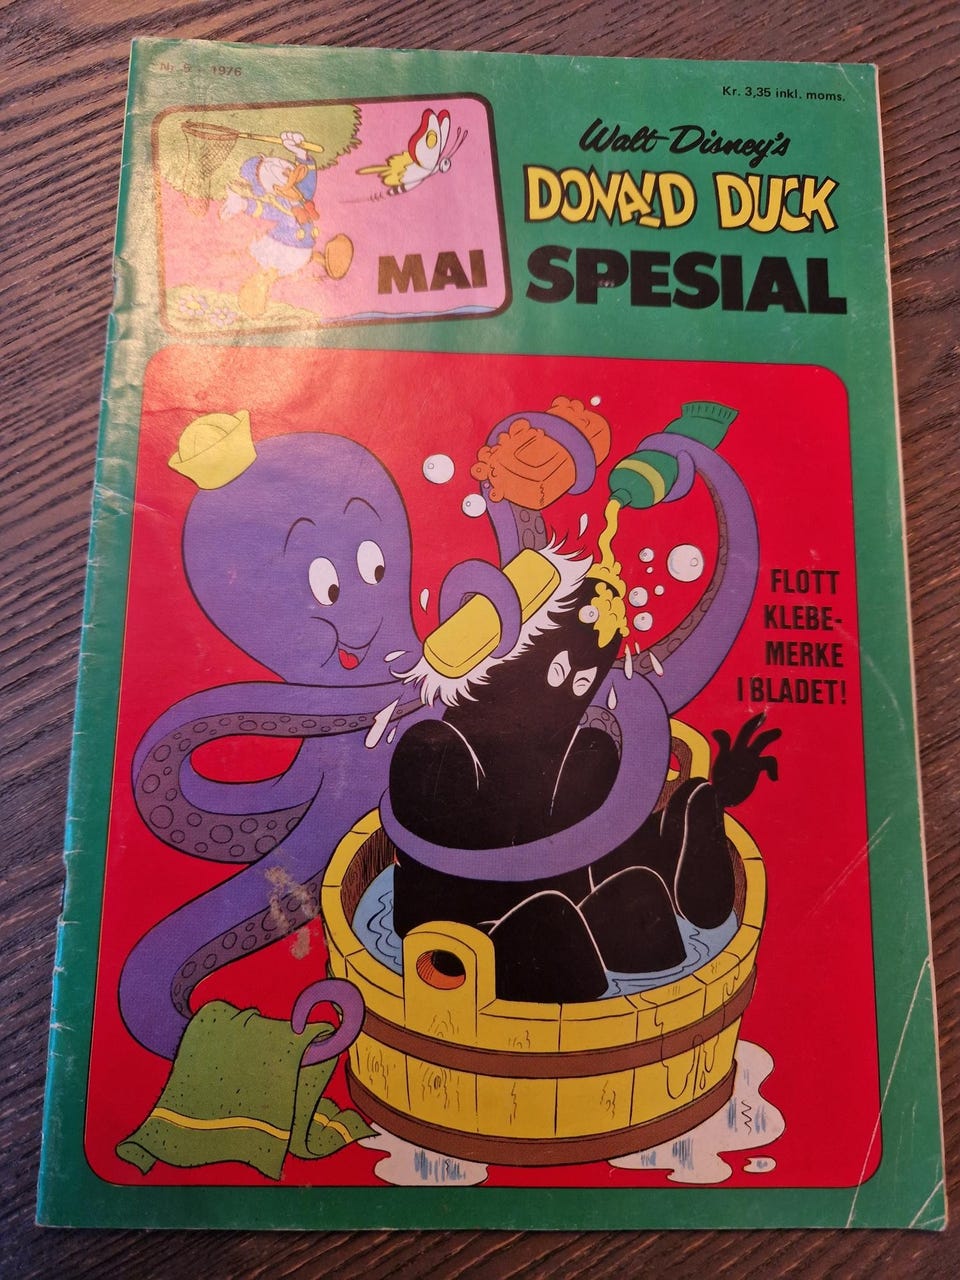 Nr. 5 - 1976
Kr. 3,35 inkl. moms.
Walt Disney's
DONALD DUCK
MAI SPESIAL
FLOTT
KLEBE-
MERKE
I BLADET!